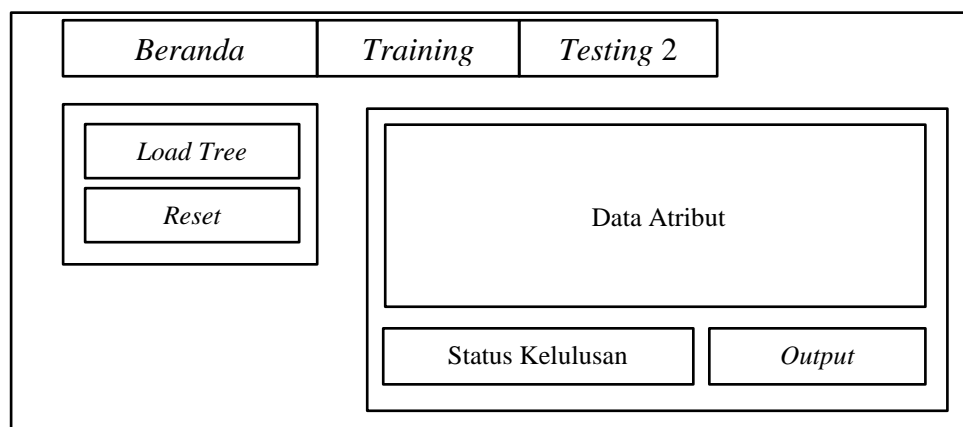 Beranda Training Testing 2
Load Tree
Reset
Data Atribut
Status Kelulusan Output